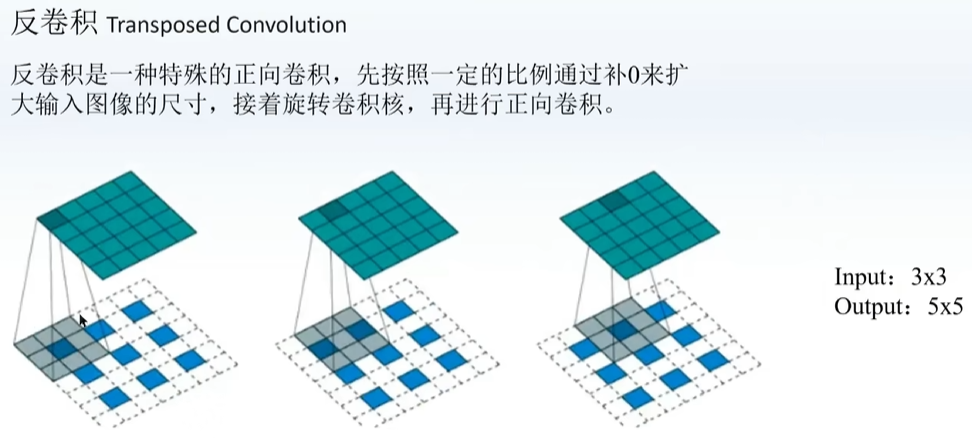 反卷积 Transposed Convolution
反卷积是一种特殊的正向卷积，先按照一定的比例通过补0来扩
大输入图像的尺寸，接着旋转卷积核，再进行正向卷积。
Input：3x3
Output：5x5